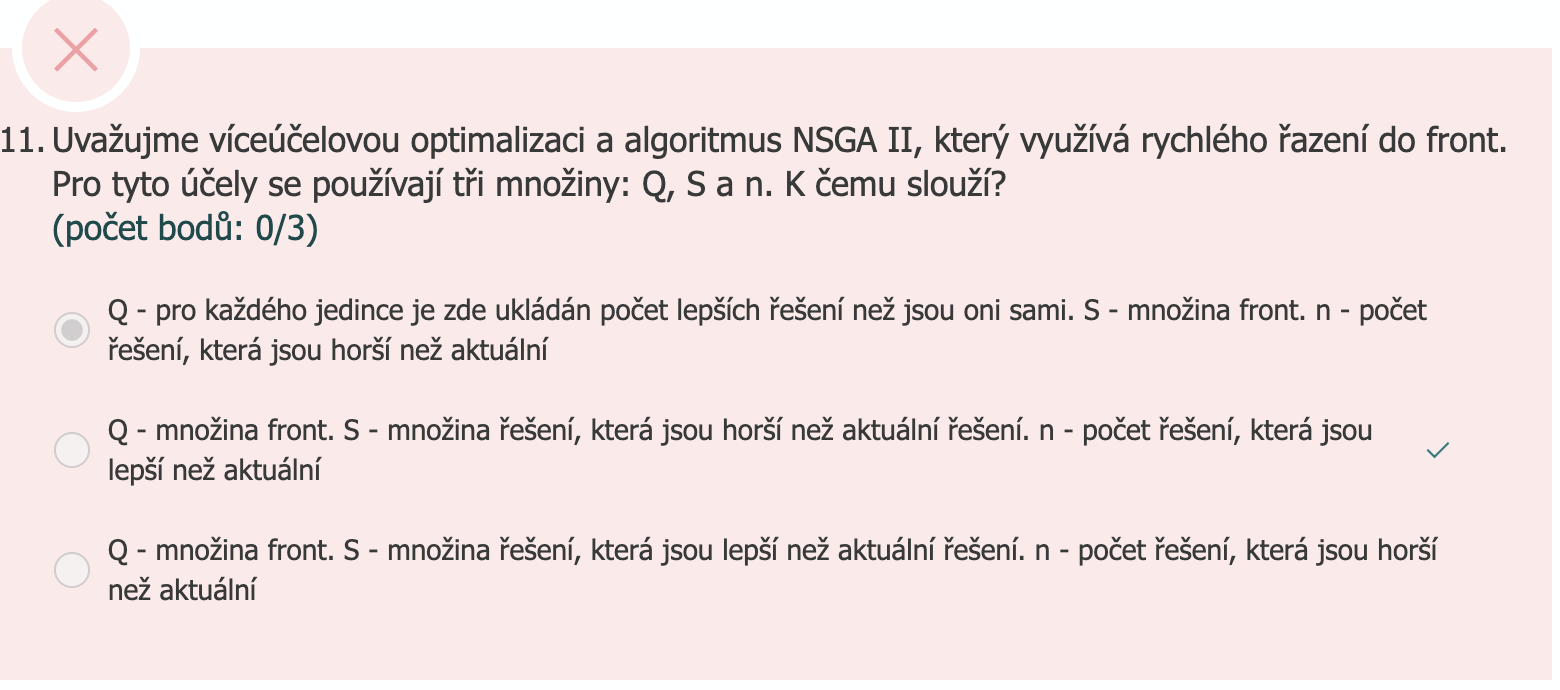 11. Uvažujme víceúčelovou optimalizaci a algoritmus NSGA II, který využívá rychlého řazení do front.
Pro tyto účely se používají tři množiny: Q, S a n. K čemu slouží?
(počet bodů: 0/3)
Q - pro každého jedince je zde ukládán počet lepších řešení než jsou oni sami. S - množina front. n - počet
řešení, která jsou horší než aktuální
Q - množina front. S - množina řešení, která jsou horší než aktuální řešení. n - počet řešení, která jsou
lepší než aktuální
Q - množina front. S - množina řešení, která jsou lepší než aktuální řešení. n - počet řešení, která jsou horší
než aktuální